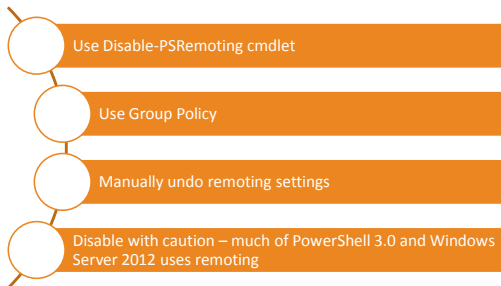 Use Disable-PSRemoting cmdlet
Use Group Policy
Manually undo remoting settings
Disable with caution – much of PowerShell 3.0 and Windows
Server 2012 uses remoting